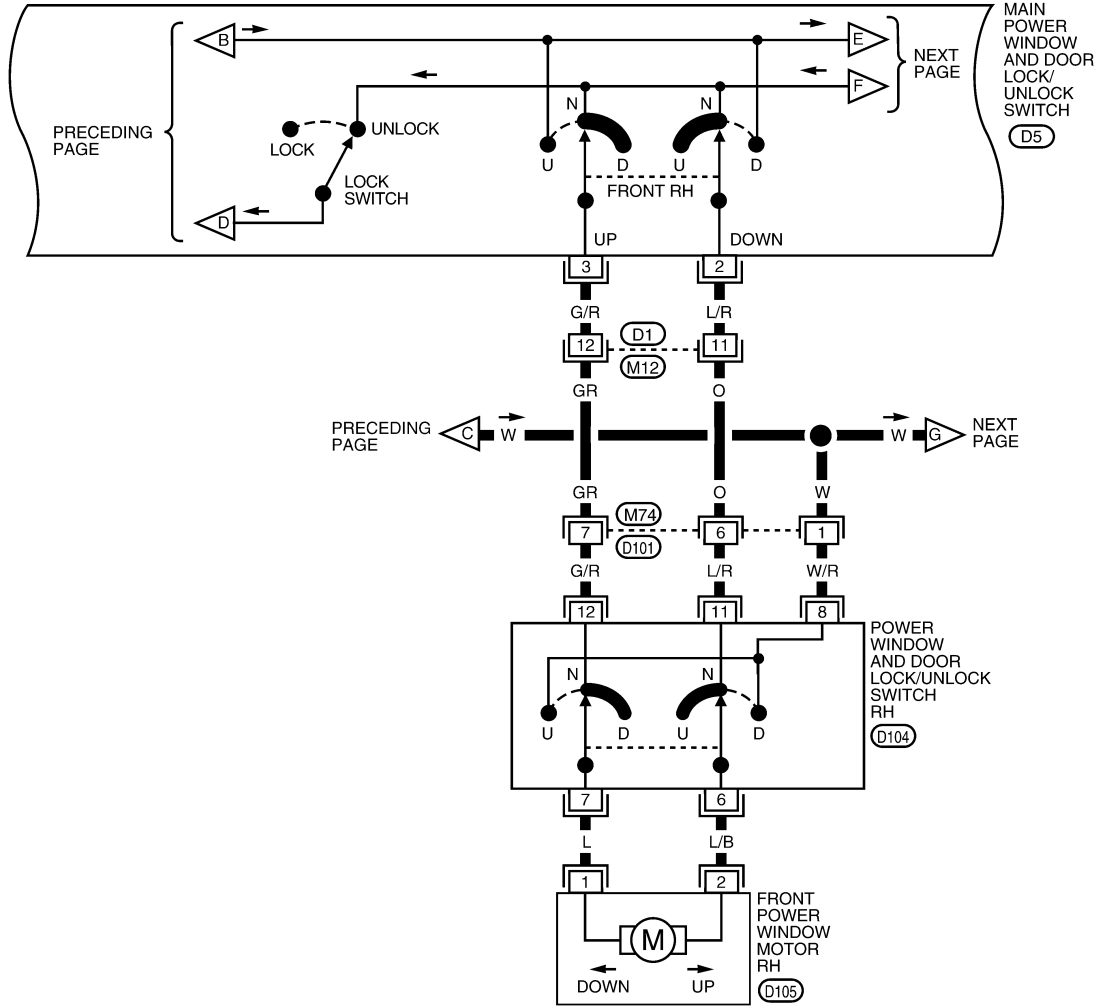 MAIN
POWER
WINDOW
AND DOOR
LOCK/
UNLOCK
SWITCH
D5
B
E
NEXT
PAGE
F
PRECEDING
PAGE
N
N
UNLOCK
LOCK
U
D
U
D
LOCK
SWITCH
FRONT RH
D
UP
DOWN
3
2
G/R
L/R
12
D1
11
M12
GR
O
PRECEDING
PAGE
C
W
W
G
NEXT
PAGE
GR
O
W
7
M74
6
1
D101
G/R
L/R
W/R
12
11
8
POWER
WINDOW
AND DOOR
LOCK/UNLOCK
SWITCH
RH
D104
N
N
U
D
U
D
7
6
L
L/B
1
2
FRONT
POWER
WINDOW
MOTOR
RH
D105
M
DOWN
UP